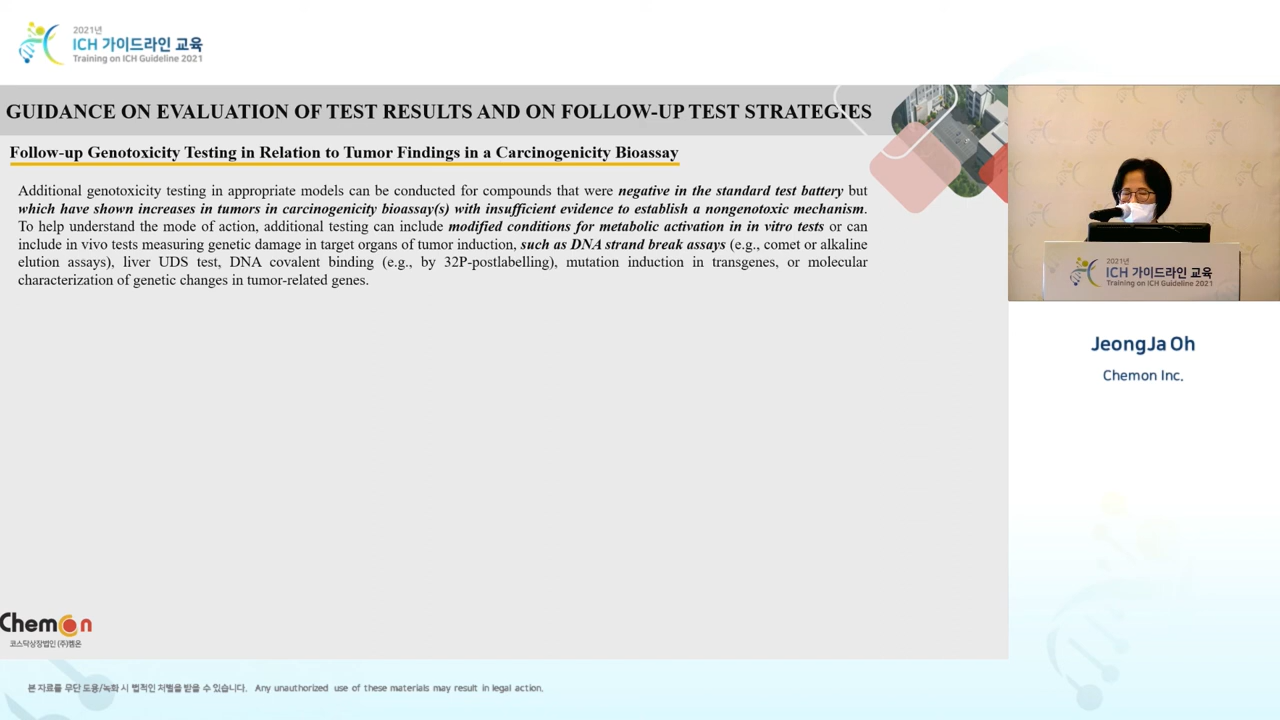 2021년
ICH 가이드라인 교육
Training on ICH Guideline 2021
GUIDANCE ON EVALUATION OF TEST RESULTS AND ON FOLLOW-UP TEST STRATEGIES
Follow-up Genotoxicity Testing in Relation to Tumor Findings in a Carcinogenicity Bioassay
Additional genotoxicity testing in appropriate models can be conducted for compounds that were negative in the standard test battery but
which have shown increases in tumors in carcinogenicity bioassay(s) with insufficient evidence to establish a nongenotoxic mechanism.
To help understand the mode of action, additional testing can include modified conditions for metabolic activation in in vitro tests or can
include in vivo tests measuring genetic damage in target organs of tumor induction, such as DNA strand break assays (e.g., comet or alkaline
elution assays), liver UDS test, DNA covalent binding (e.g., by 32P-postlabelling), mutation induction in transgenes, or molecular
characterization of genetic changes in tumor-related genes.
2021년
ICH 가이드라인 교육
Training on ICH Guideline 2021
JeongJa Oh
Chemon Inc.
Chemon
코스닥상장법인 (주)켐온
본 자료를 무단 도용/녹화 시 법적인 처벌을 받을 수 있습니다. Any unauthorized use of these materials may result in legal action.